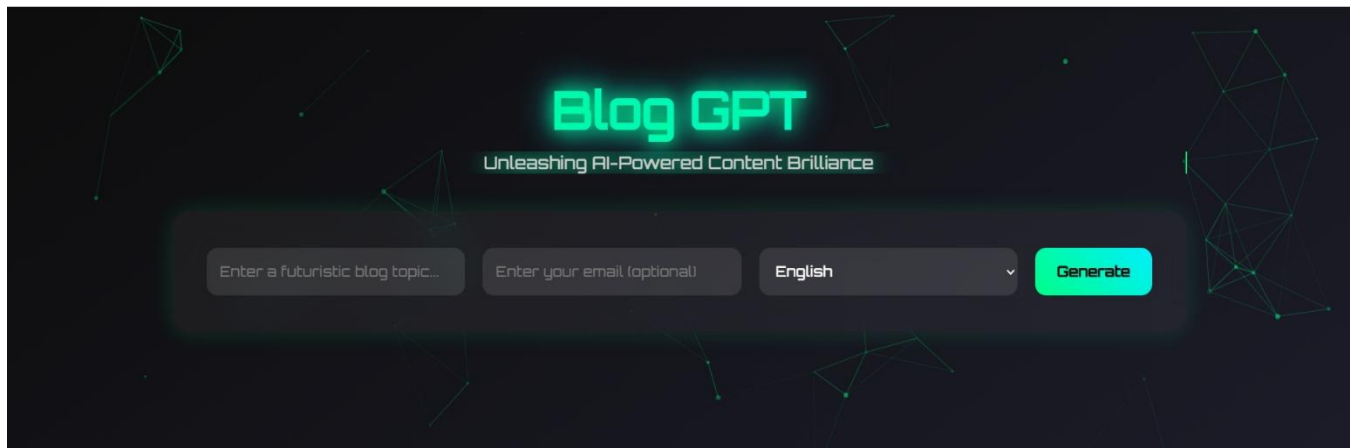 Blog GPT
Unleashing AI-Powered Content Brilliance
Enter a futuristic blog topic...
Enter your email (optional)
English
Generate